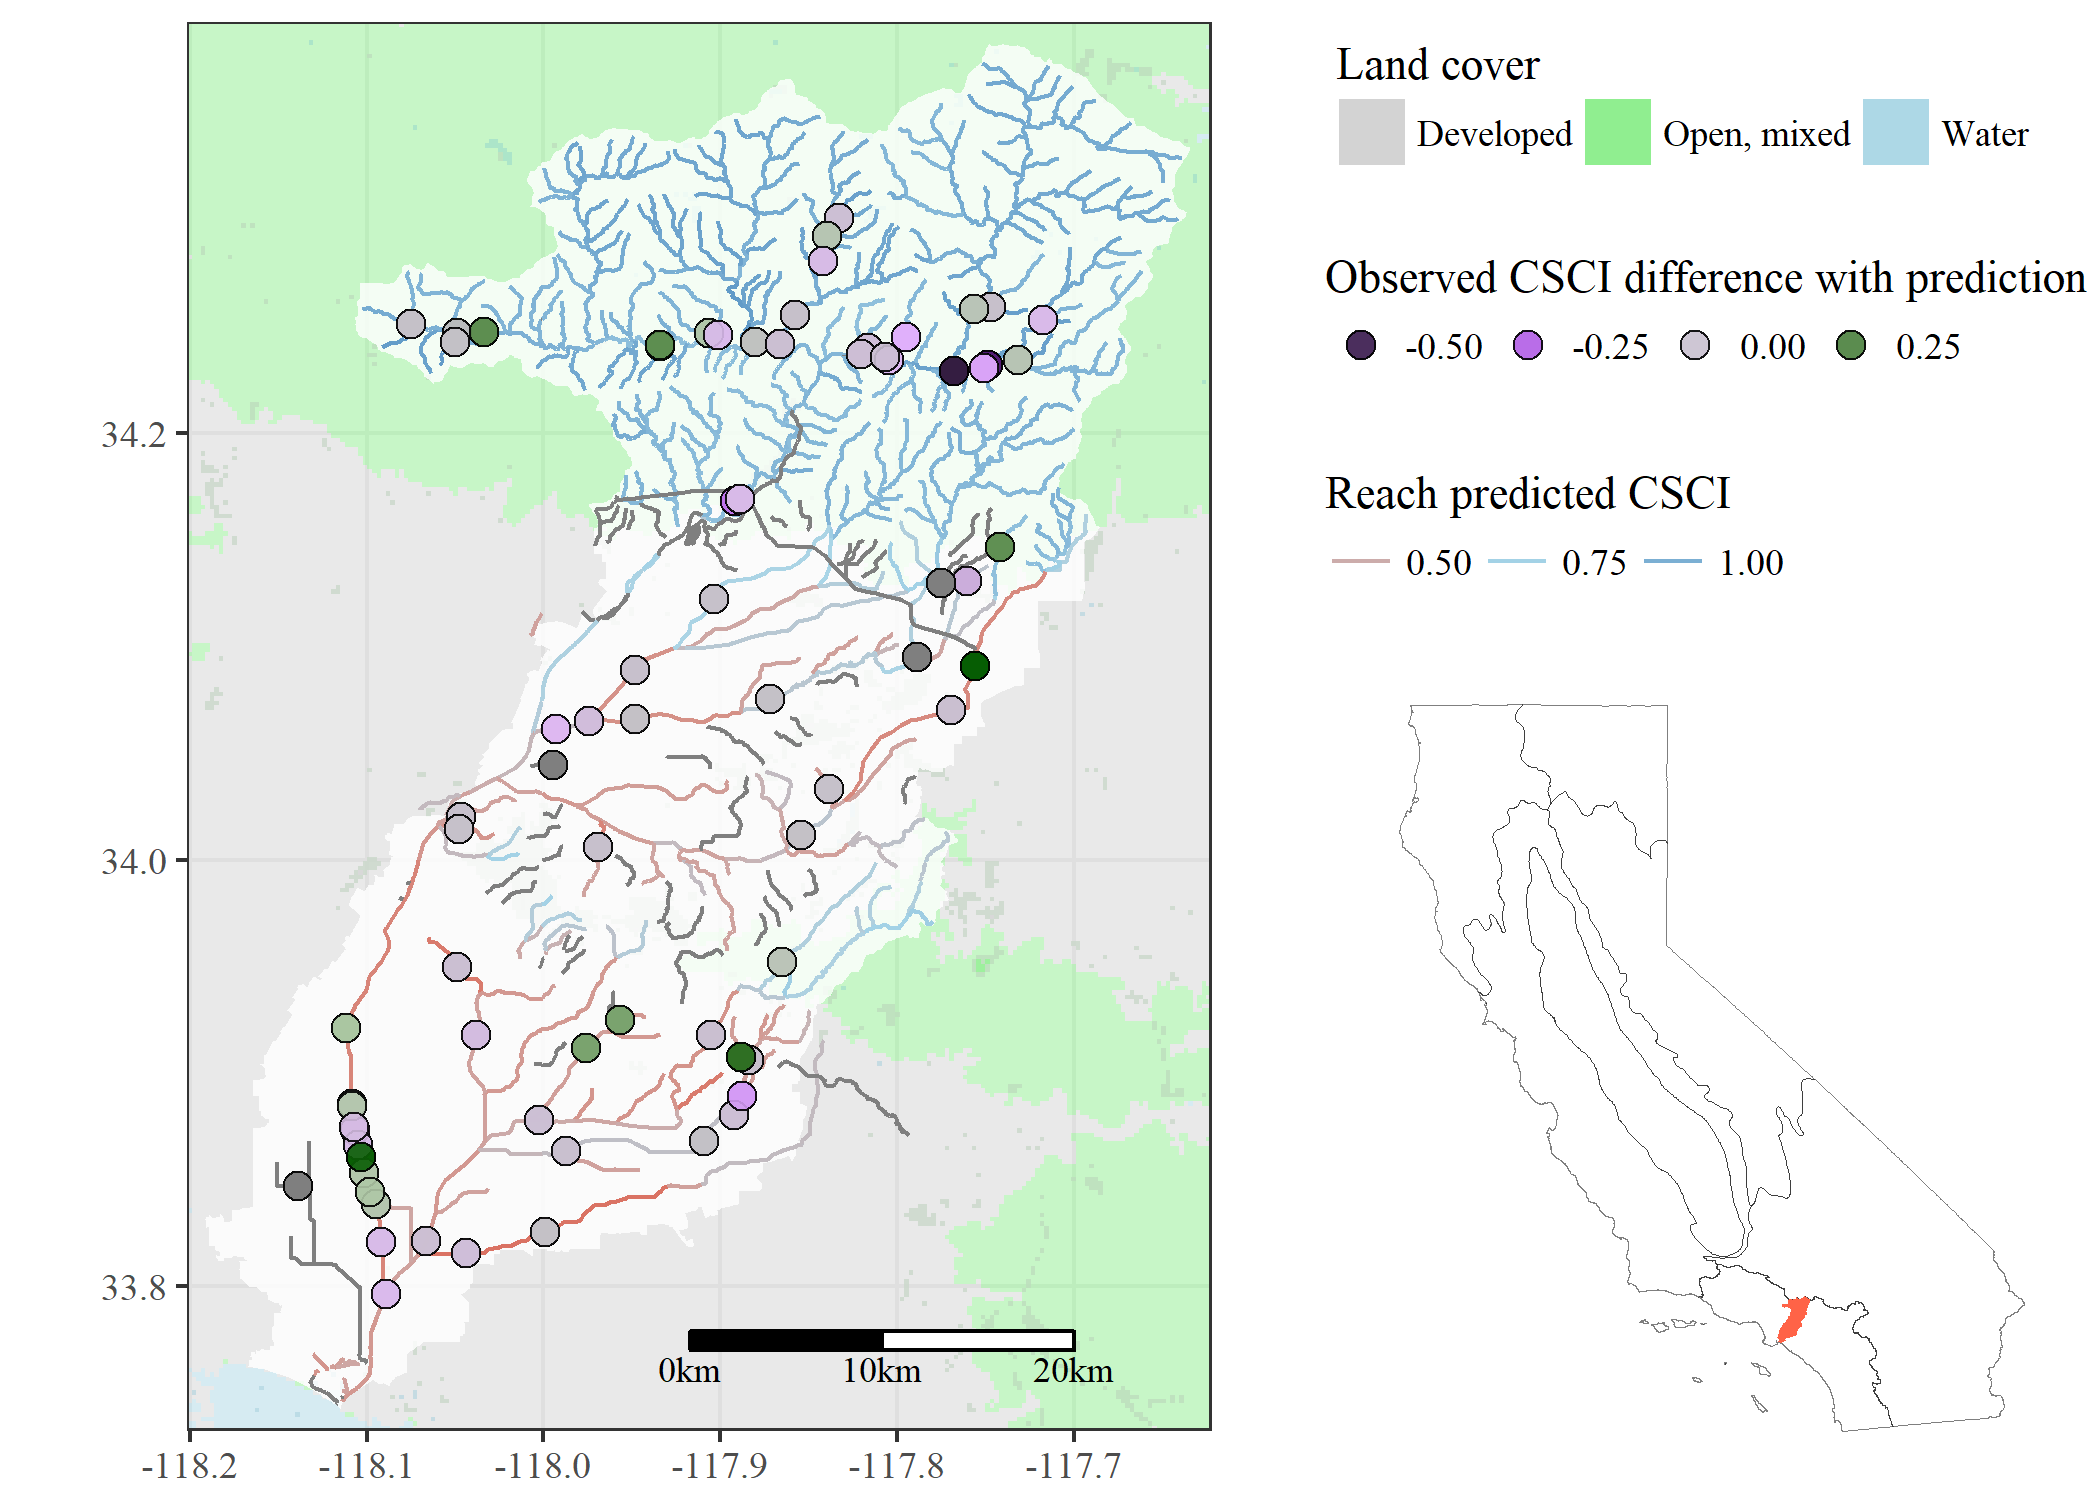 Land cover
Developed Open, mixed Water
Observed CSCI difference with prediction
-0.50 -0.25 0.00 0.25
Reach predicted CSCI
0.50 0.75 1.00
34.2
34.0
33.8
0km 10km 20km
-118.2 -118.1 -118.0 -117.9 -117.8 -117.7